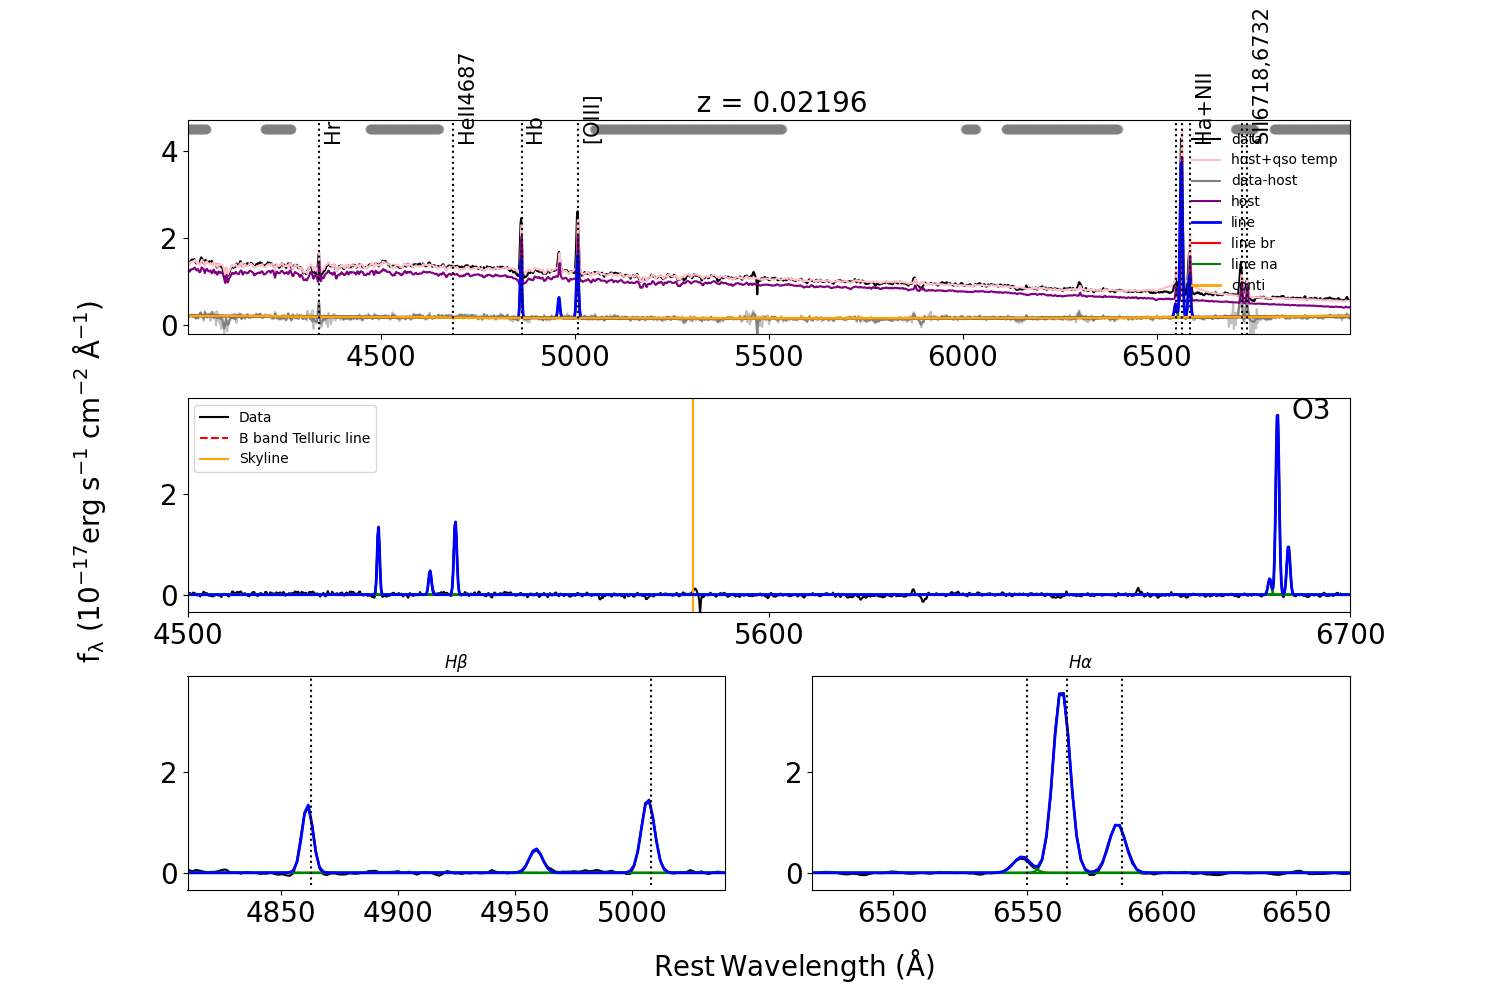 z = 0.02196
Hr
HeII4687
Hb
[OIII]
Ha+NII
SII6718,6732
data
host+qso temp
data-host
host
line
line br
line na
conti
4
2
0
4500 5000 5500 6000 6500
Data
B band Telluric line
Skyline
O3
2
0
4500 5600 6700
fλ (10⁻¹⁷erg s⁻¹ cm⁻² Å⁻¹)
Hβ
2
0
4850 4900 4950 5000
Hα
2
0
6500 6550 6600 6650
Rest Wavelength (Å)